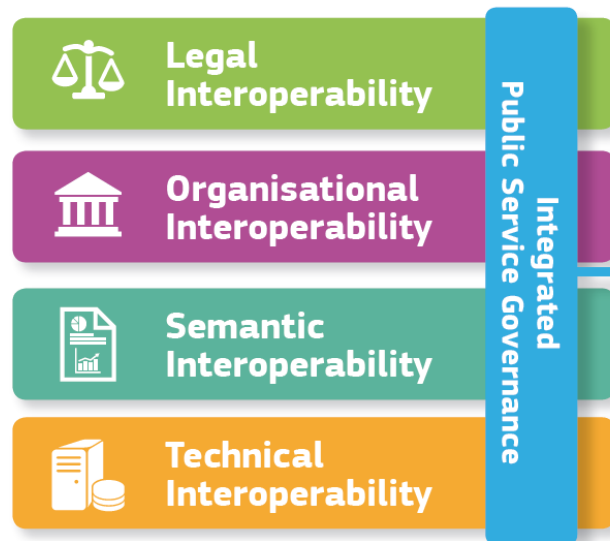 Legal
Interoperability
Organisational
Interoperability
Semantic
Interoperability
Technical
Interoperability
Integrated
Public Service Governance